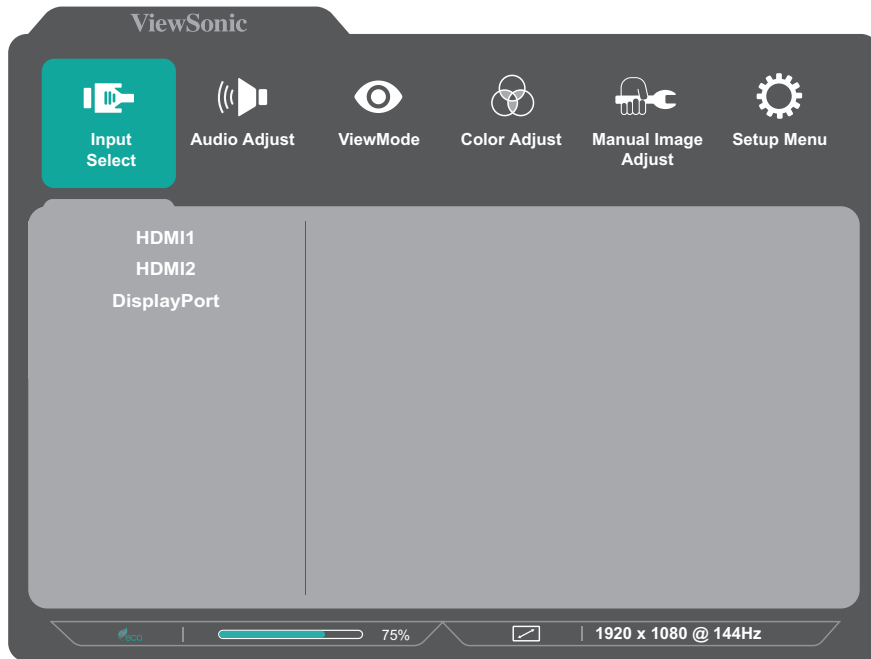 ViewSonic
Input
Select
Audio Adjust
ViewMode
Color Adjust
Manual Image
Adjust
Setup Menu
HDMI1
HDMI2
DisplayPort
eco
75%
1920 x 1080 @ 144Hz